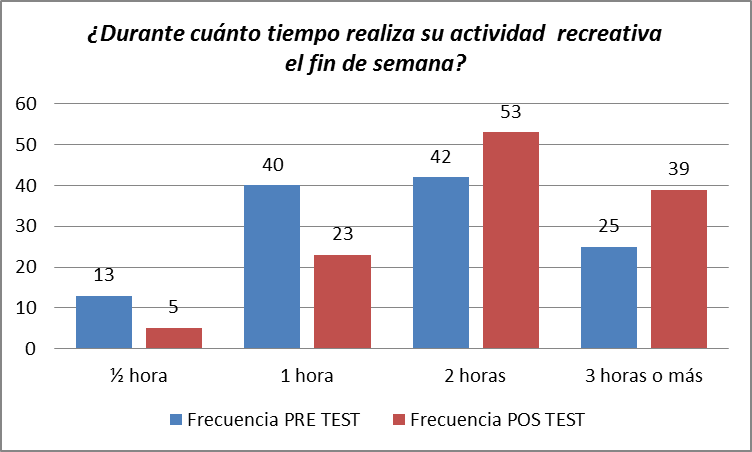 ¿Durante cuánto tiempo realiza su actividad recreativa
el fin de semana?
60
50
40
30
20
10
0
13
5
40
23
42
53
25
39
½ hora
1 hora
2 horas
3 horas o más
Frecuencia PRE TEST
Frecuencia POS TEST